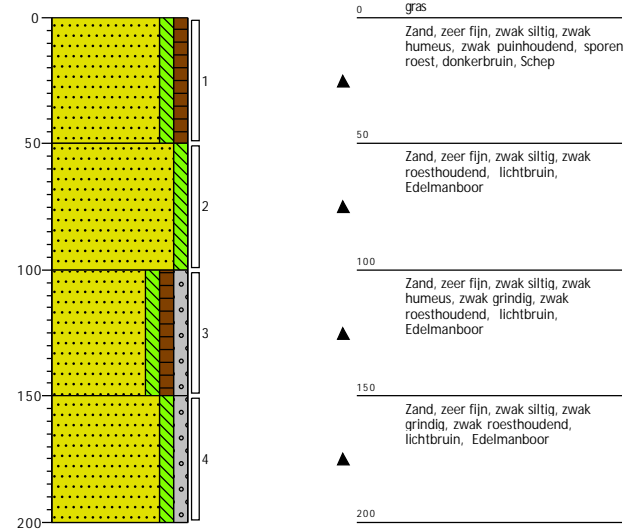 0
gras
0
Zand, zeer fijn, zwak siltig, zwak
humeus, zwak puinhoudend, sporen
roest, donkerbruin, Schep
1
50
50
Zand, zeer fijn, zwak siltig, zwak
roesthoudend, lichtbruin,
Edelmanboor
2
100
100
Zand, zeer fijn, zwak siltig, zwak
humeus, zwak grindig, zwak
roesthoudend, lichtbruin,
Edelmanboor
3
150
150
Zand, zeer fijn, zwak siltig, zwak
grindig, zwak roesthoudend,
lichtbruin, Edelmanboor
4
200
200